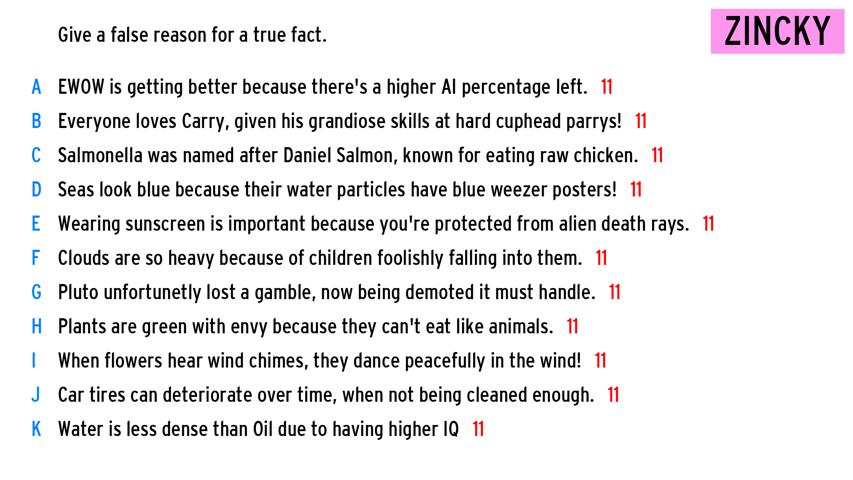 Give a false reason for a true fact.
ZINCKY
A EWOW is getting better because there's a higher AI percentage left. 11
B Everyone loves Carry, given his grandiose skills at hard cuphead parrys! 11
C Salmonella was named after Daniel Salmon, known for eating raw chicken. 11
D Seas look blue because their water particles have blue weezer posters! 11
E Wearing sunscreen is important because you're protected from alien death rays. 11
F Clouds are so heavy because of children foolishly falling into them. 11
G Pluto unfortunetly lost a gamble, now being demoted it must handle. 11
H Plants are green with envy because they can't eat like animals. 11
I When flowers hear wind chimes, they dance peacefully in the wind! 11
J Car tires can deteriorate over time, when not being cleaned enough. 11
K Water is less dense than Oil due to having higher IQ 11